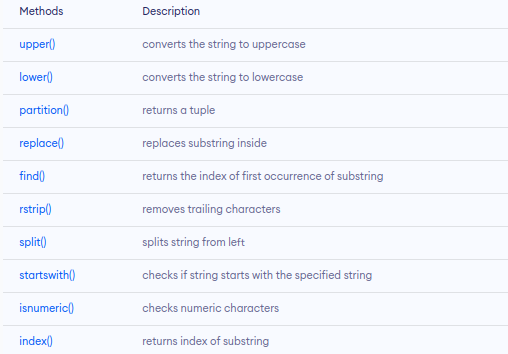 Methods Description
upper() converts the string to uppercase
lower() converts the string to lowercase
partition() returns a tuple
replace() replaces substring inside
find() returns the index of first occurrence of substring
rstrip() removes trailing characters
split() splits string from left
startswith() checks if string starts with the specified string
isnumeric() checks numeric characters
index() returns index of substring